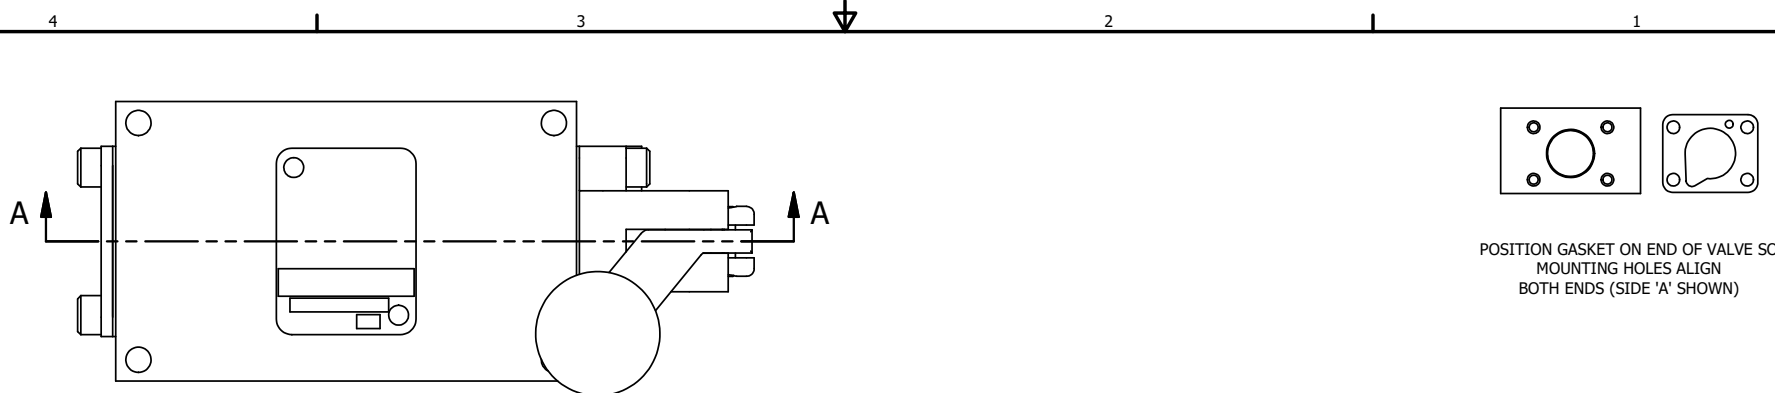 4 3 2 1
A A
POSITION GASKET ON END OF VALVE SO
MOUNTING HOLES ALIGN
BOTH ENDS (SIDE 'A' SHOWN)